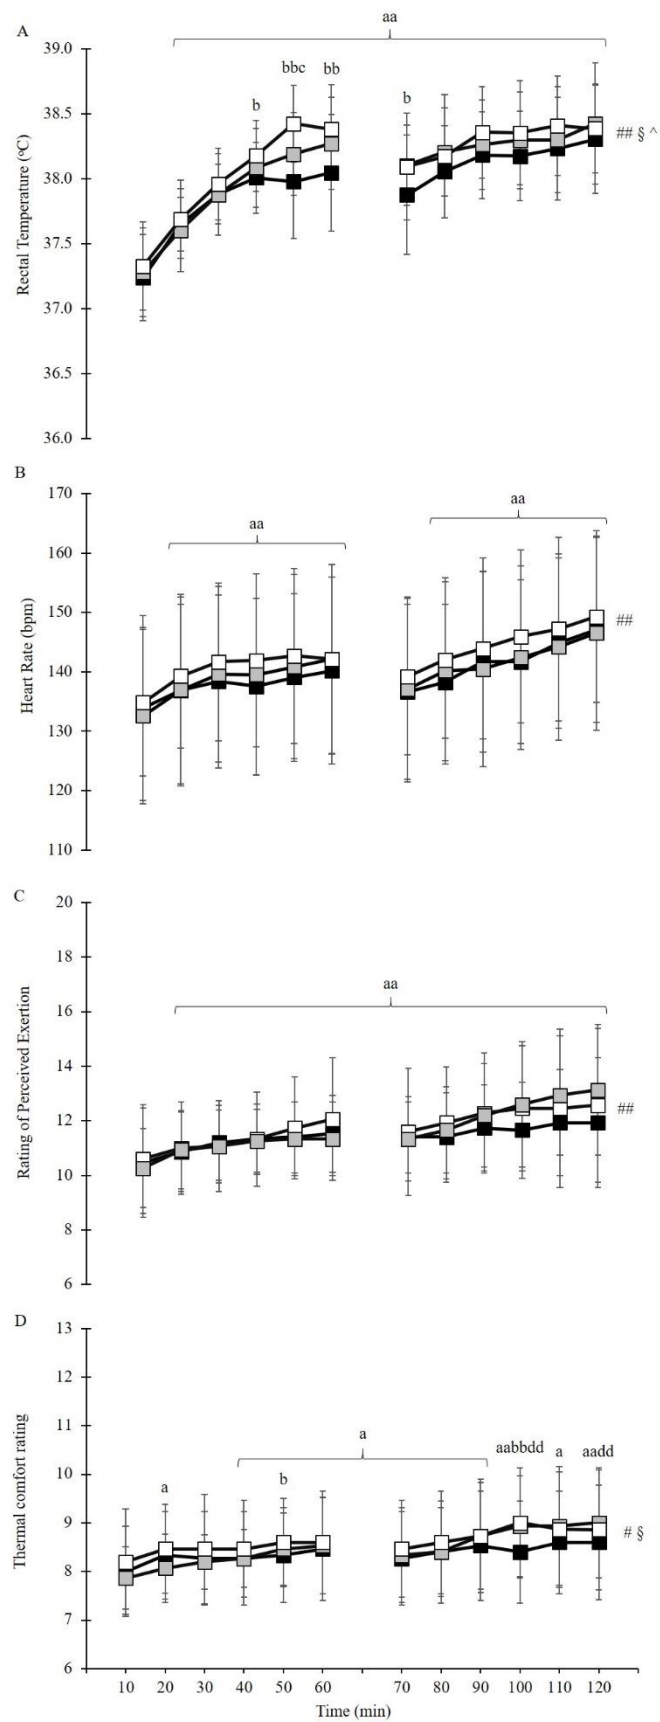 A
aa
39.0
bbc
bb
b
b
38.5
## § ^
38.0
37.5
37.0
36.5
36.0
Rectal Temperature (°C)
B
170
aa
aa
160
150
##
140
130
120
110
Heart Rate (bpm)
C
20
18
aa
16
14
12
##
10
8
6
Rating of Perceived Exertion
D
13
12
11
a
aabbdd
a
aadd
10
a
b
9
# §
8
7
6
Thermal comfort rating
10 20 30 40 50 60 70 80 90 100 110 120
Time (min)